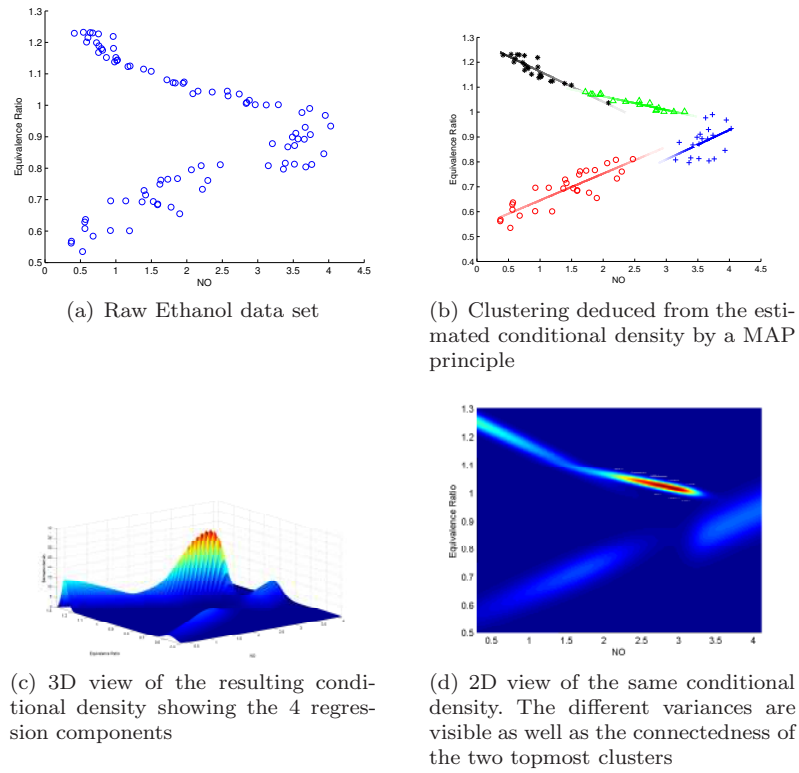 1.3
1.2
1.1
1
0.9
0.8
0.7
0.6
0.5
Equivalence Ratio
0 0.5 1 1.5 2 2.5 3 3.5 4 4.5
NO
(a) Raw Ethanol data set
1.3
1.2
1.1
1
0.9
0.8
0.7
0.6
0.5
0.4
Equivalence Ratio
0 0.5 1 1.5 2 2.5 3 3.5 4 4.5
NO
(b) Clustering deduced from the esti-
mated conditional density by a MAP
principle
Equivalence Ratio
NO
(c) 3D view of the resulting condi-
tional density showing the 4 regres-
sion components
1.3
1.2
1.1
1
0.9
0.8
0.7
0.6
0.5
Equivalence Ratio
0.5 1 1.5 2 2.5 3 3.5 4
NO
(d) 2D view of the same conditional
density. The different variances are
visible as well as the connectedness of
the two topmost clusters